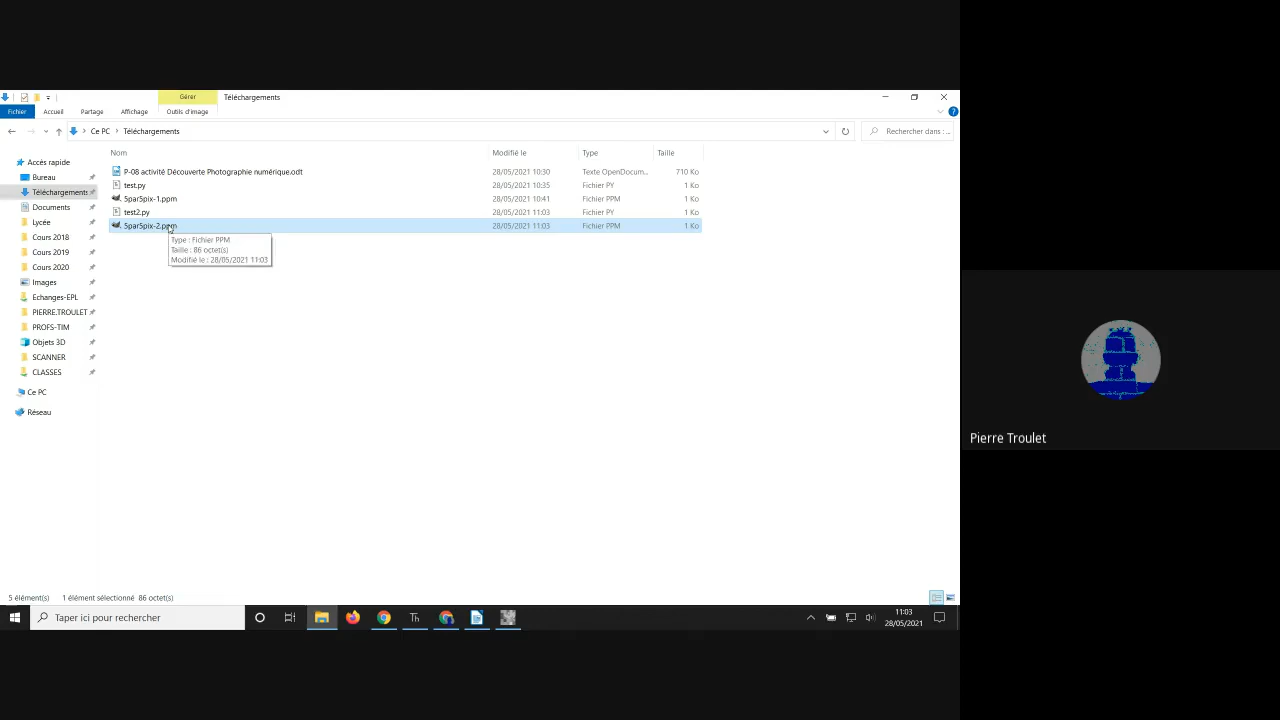 Gérer
Téléchargements
Fichier
Accueil
Partage
Affichage
Outils d'image
Ce PC
Téléchargements
Rechercher dans : ...
Nom
Modifié le
Type
Taille
P-08 activité Découverte Photographie numérique.odt
28/05/2021 10:30
Texte OpenDocum...
710 Ko
test.py
28/05/2021 10:35
Fichier PY
1 Ko
5par5pix-1.ppm
28/05/2021 10:41
Fichier PPM
1 Ko
test2.py
28/05/2021 11:03
Fichier PY
1 Ko
5par5pix-2.ppm
28/05/2021 11:03
Fichier PPM
1 Ko
Type : Fichier PPM
Taille : 86 octet(s)
Modifié le : 28/05/2021 11:03
Accès rapide
Bureau
Téléchargements
Documents
Lycée
Cours 2018
Cours 2019
Cours 2020
Images
Echanges-EPL
PIERRE.TROULET
PROFS-TIM
Objets 3D
SCANNER
CLASSES
Ce PC
Réseau
5 élément(s)
1 élément sélectionné 86 octet(s)
Taper ici pour rechercher
Th
11:03
28/05/2021
Pierre Troulet